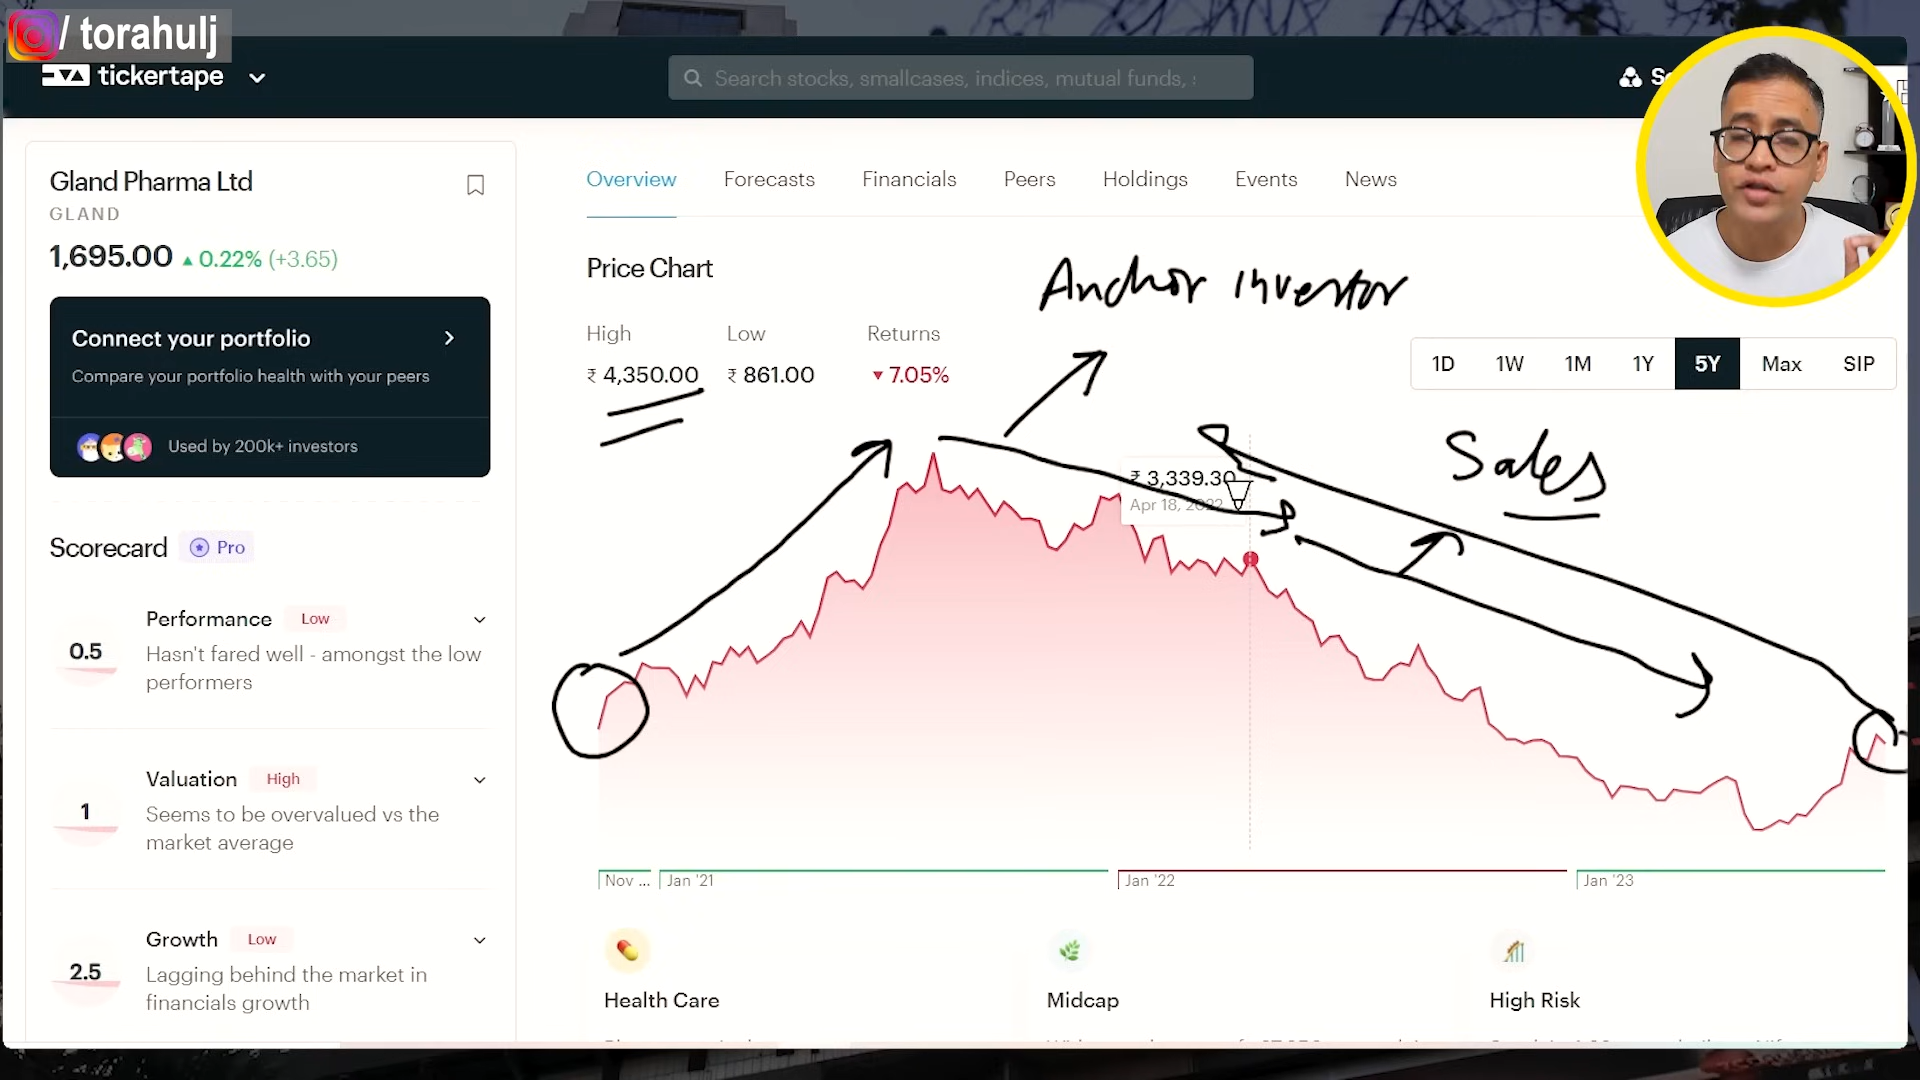 / torahulj
tickertape
Search stocks, smallcases, indices, mutual funds, :
Gland Pharma Ltd
GLAND
1,695.00 ▲ 0.22% (+3.65)
Connect your portfolio
Compare your portfolio health with your peers
Used by 200k+ investors
Scorecard Pro
Performance Low
0.5
Hasn't fared well - amongst the low
performers
Valuation High
1
Seems to be overvalued vs the
market average
Growth Low
2.5
Lagging behind the market in
financials growth
Overview Forecasts Financials Peers Holdings Events News
Price Chart
Anchor investor
High Low Returns
₹ 4,350.00 ₹ 861.00 ▼ 7.05%
1D 1W 1M 1Y 5Y Max SIP
Sales
₹ 3,339.30
Apr 18, 2022
Nov ... Jan '21 Jan '22 Jan '23
Health Care Midcap High Risk